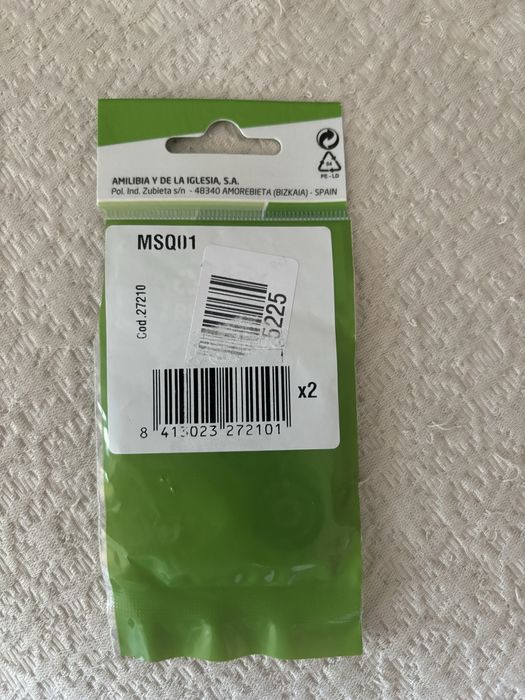 AMILIBIA Y DE LA IGLESIA, S.A.
Pol. Ind. Zubieta s/n - 48340 AMOREBIETA (BIZKAIA) - SPAIN
04
PE - LD
MSQ01
Cod.27210
5225
x2
8 413023 272101